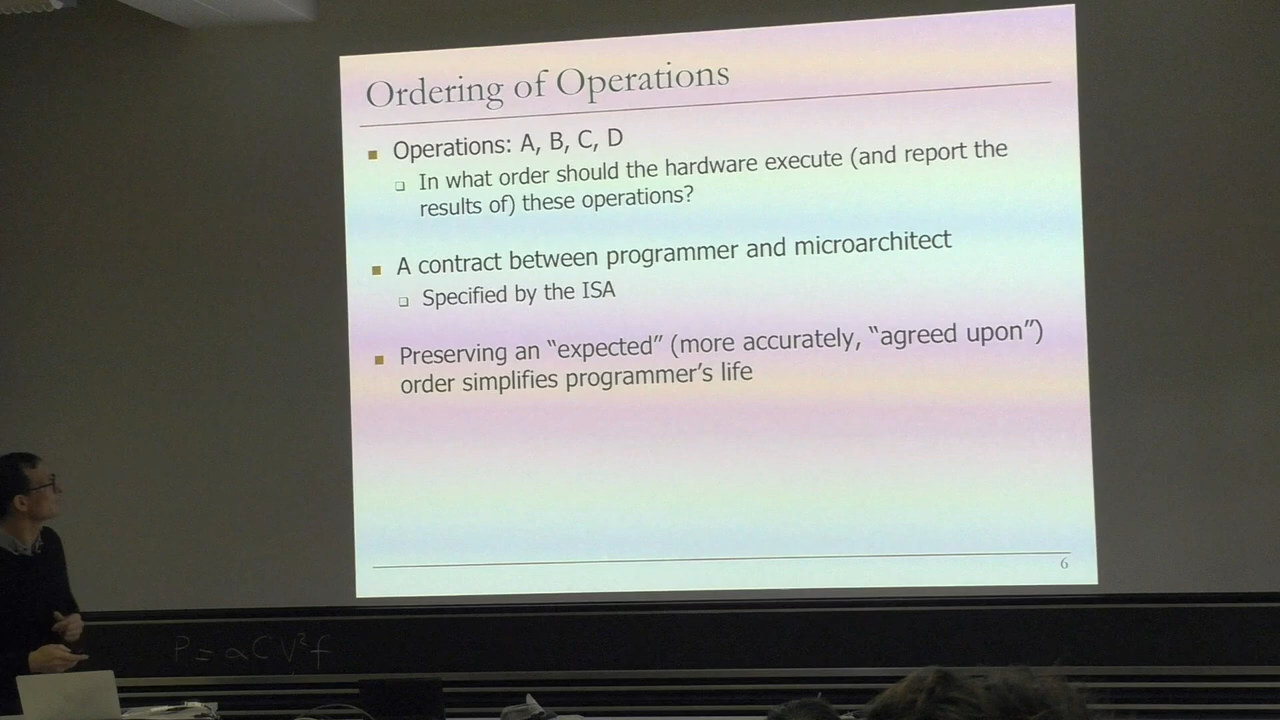 Ordering of Operations
■ Operations: A, B, C, D
❑ In what order should the hardware execute (and report the
results of) these operations?
■ A contract between programmer and microarchitect
❑ Specified by the ISA
■ Preserving an “expected” (more accurately, “agreed upon”)
order simplifies programmer’s life
6
P = αCV²f